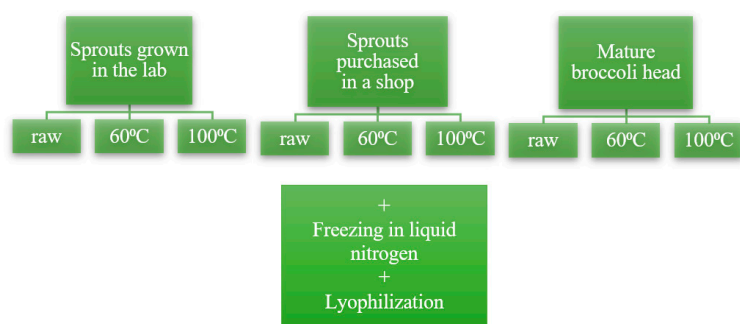 Sprouts grown
in the lab
raw
60ºC
100ºC
Sprouts
purchased
in a shop
raw
60ºC
100ºC
Mature
broccoli head
raw
60ºC
100ºC
+
Freezing in liquid
nitrogen
+
Lyophilization